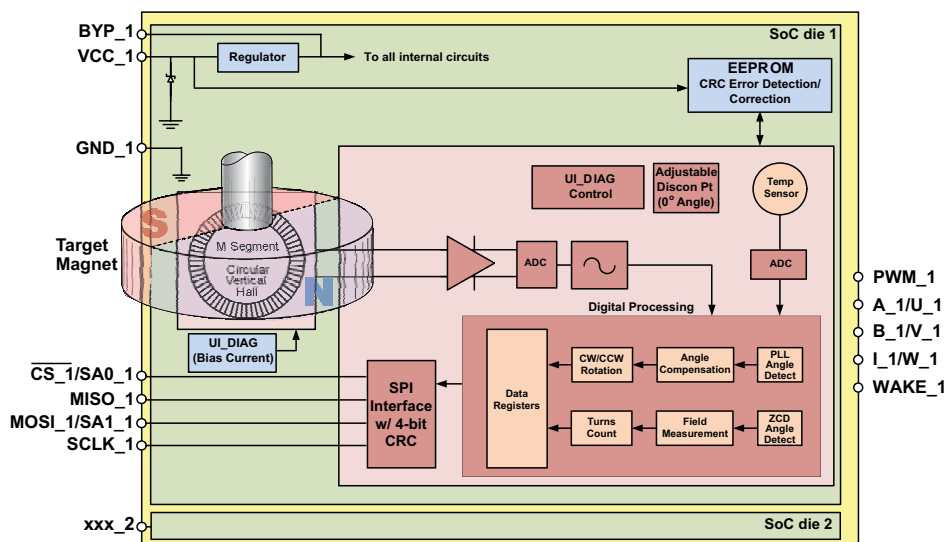 BYP_1
SoC die 1
VCC_1
Regulator
To all internal circuits
EEPROM
CRC Error Detection/
Correction
GND_1
UI_DIAG
Control
Adjustable
Discon Pt
(0° Angle)
Temp
Sensor
S
Target
Magnet
M Segment
Circular
Vertical
Hall
N
ADC
ADC
PWM_1
A_1/U_1
B_1/V_1
I_1/W_1
WAKE_1
Digital Processing
UI_DIAG
(Bias Current)
CS_1/SA0_1
MISO_1
MOSI_1/SA1_1
SCLK_1
SPI
Interface
w/ 4-bit
CRC
Data
Registers
CW/CCW
Rotation
Angle
Compensation
PLL
Angle
Detect
Turns
Count
Field
Measurement
ZCD
Angle
Detect
xxx_2
SoC die 2